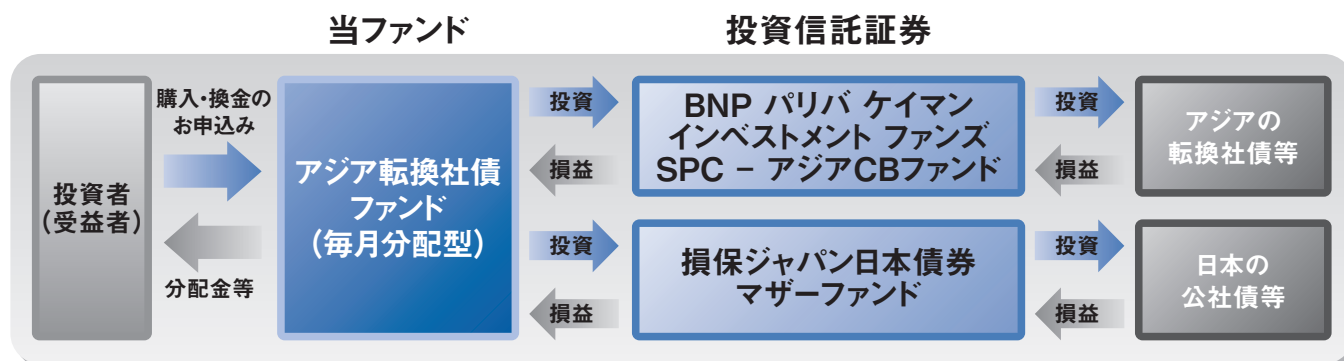 当ファンド
投資信託証券
投資者
(受益者)
購入・換金の
お申込み
分配金等
アジア転換社債
ファンド
(毎月分配型)
投資
損益
BNP パリバ ケイマン
インベストメント ファンズ
SPC － アジアCBファンド
投資
損益
アジアの
転換社債等
投資
損益
損保ジャパン日本債券
マザーファンド
投資
損益
日本の
公社債等